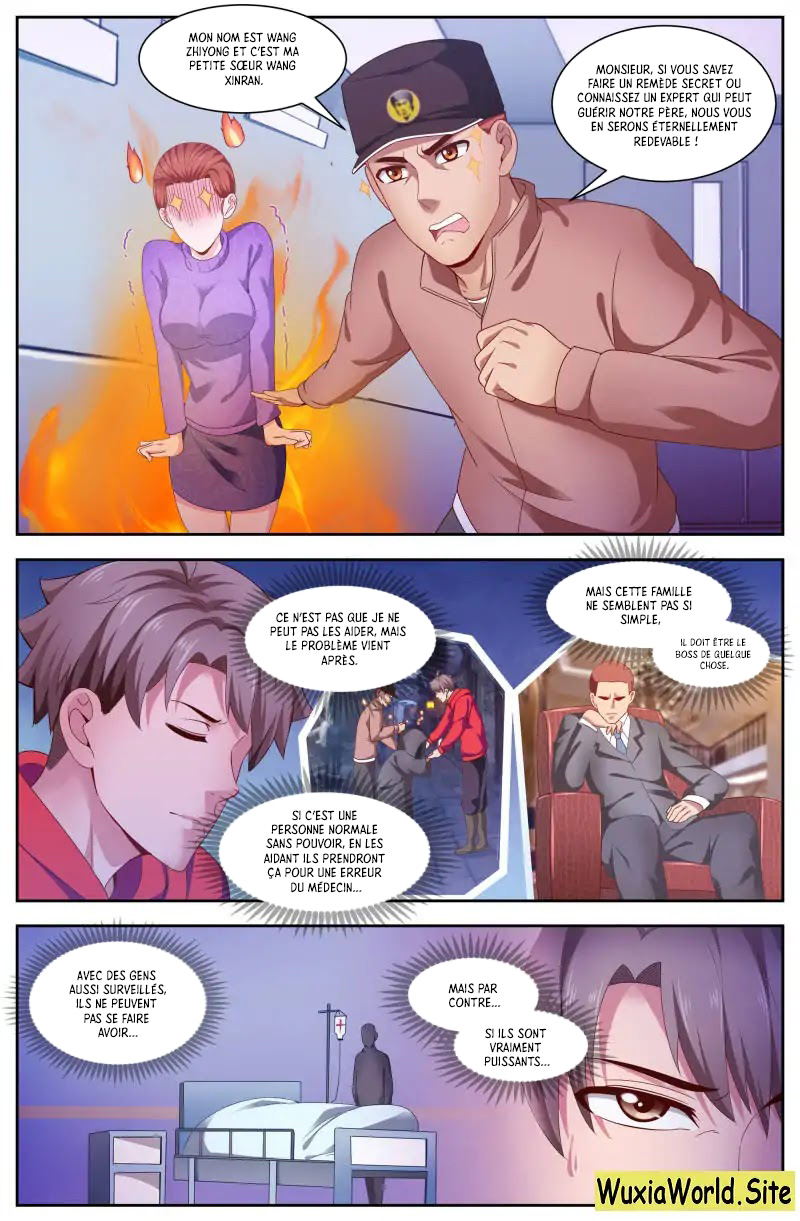 MON NOM EST WANG
ZHIYONG ET C'EST MA
PETITE SŒUR WANG
XINRAN.
MONSIEUR, SI VOUS SAVEZ
FAIRE UN REMÈDE SECRET OU
CONNAISSEZ UN EXPERT QUI PEUT
GUÉRIR NOTRE PÈRE, NOUS VOUS
EN SERONS ÉTERNELLEMENT
REDEVABLE !
CE N'EST PAS QUE JE NE
PEUT PAS LES AIDER, MAIS
LE PROBLÈME VIENT
APRÈS.
SI C'EST UNE
PERSONNE NORMALE
SANS POUVOIR, EN LES
AIDANT ILS PRENDRONT
ÇA POUR UNE ERREUR
DU MÉDECIN...
MAIS CETTE FAMILLE
NE SEMBLENT PAS SI
SIMPLE,
IL DOIT ÊTRE LE
BOSS DE QUELQUE
CHOSE.
AVEC DES GENS
AUSSI SURVEILLÉS,
ILS NE PEUVENT
PAS SE FAIRE
AVOIR...
MAIS PAR
CONTRE...
SI ILS SONT
VRAIMENT
PUISSANTS...
WuxiaWorld.Site